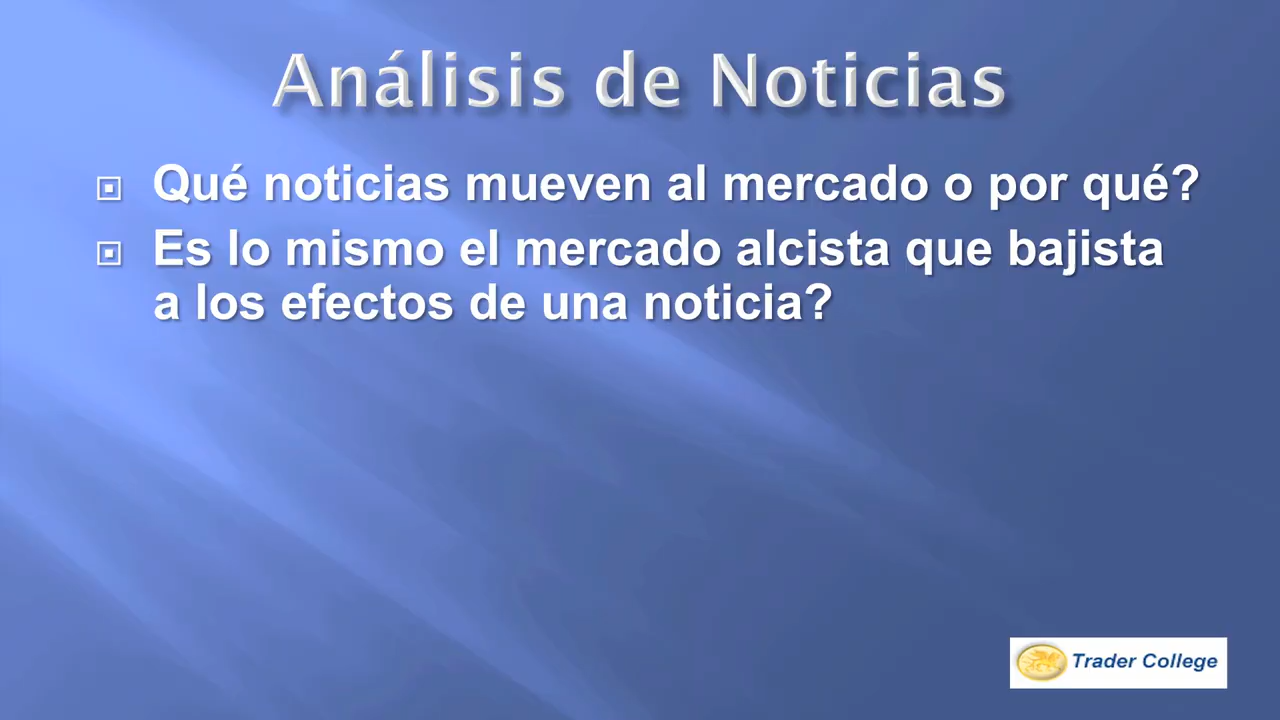 Análisis de Noticias
Qué noticias mueven al mercado o por qué?
Es lo mismo el mercado alcista que bajista
a los efectos de una noticia?
Trader College